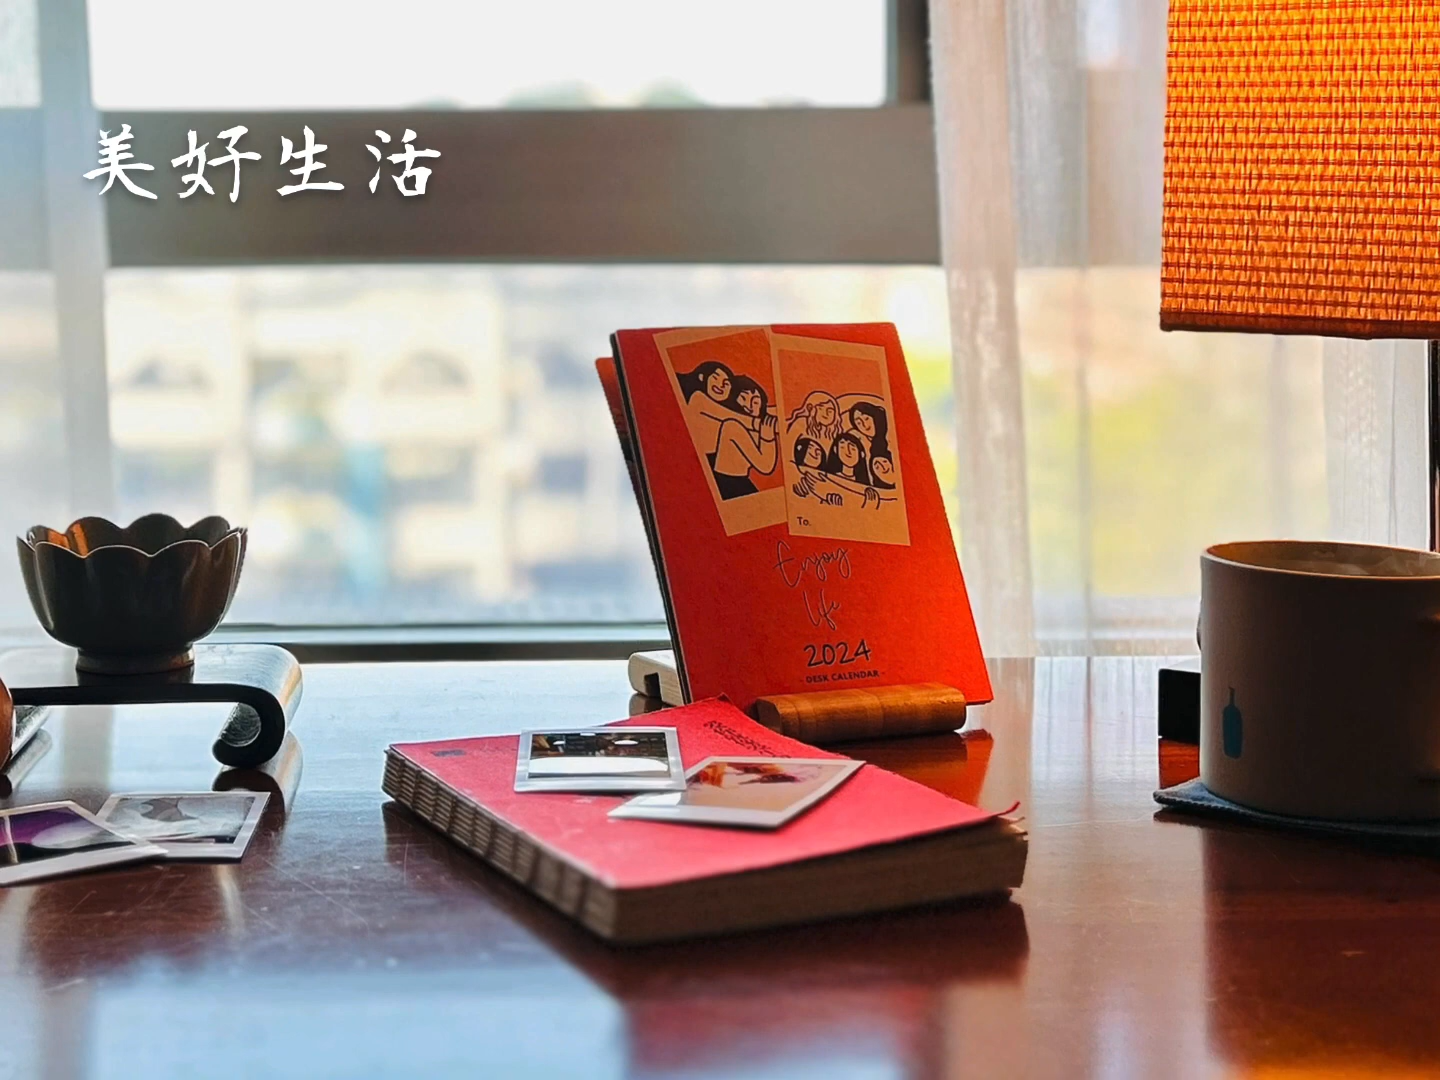 美好生活
To.
Enjoy
life
2024
- DESK CALENDAR -